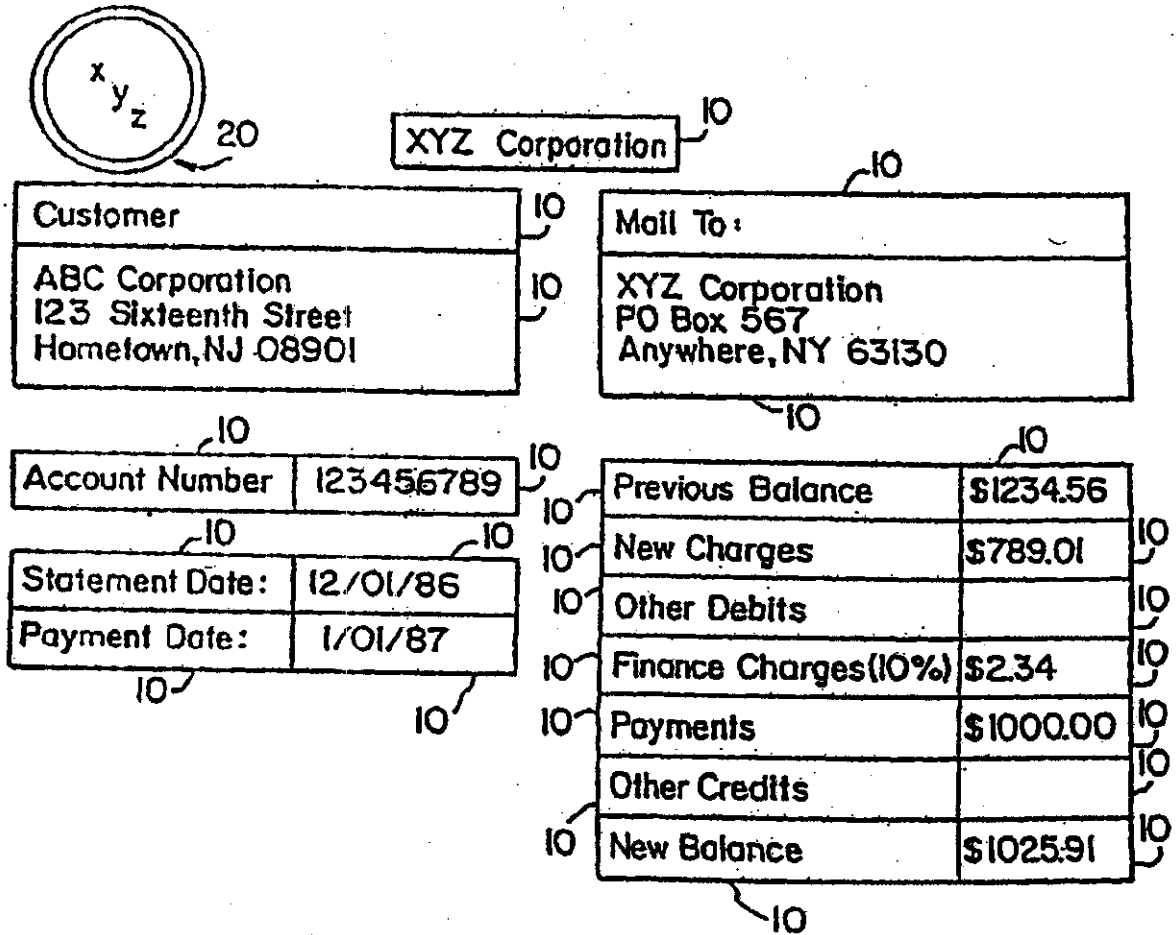 x
y
z
20
XYZ Corporation 10
10
Customer 10
ABC Corporation 10
123 Sixteenth Street
Hometown, NJ 08901
Mail To:
XYZ Corporation
PO Box 567
Anywhere, NY 63130
10
10
Account Number 123456789 10
10 10
Statement Date: 12/01/86
Payment Date: 1/01/87
10 10
10
10 Previous Balance $1234.56
10 New Charges $789.01 10
10 Other Debits 10
10 Finance Charges (10%) $2.34 10
10 Payments $1000.00 10
Other Credits 10
10 New Balance $1025.91 10
10